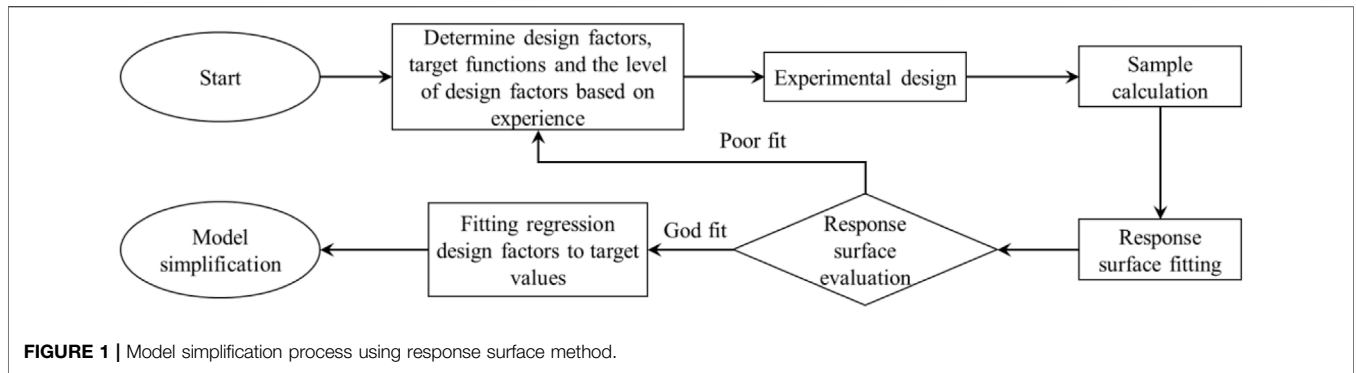 Start
Determine design factors,
target functions and the level
of design factors based on
experience
Experimental design
Sample
calculation
Poor fit
Model
simplification
Fitting regression
design factors to target
values
God fit
Response
surface
evaluation
Response
surface fitting
FIGURE 1 | Model simplification process using response surface method.